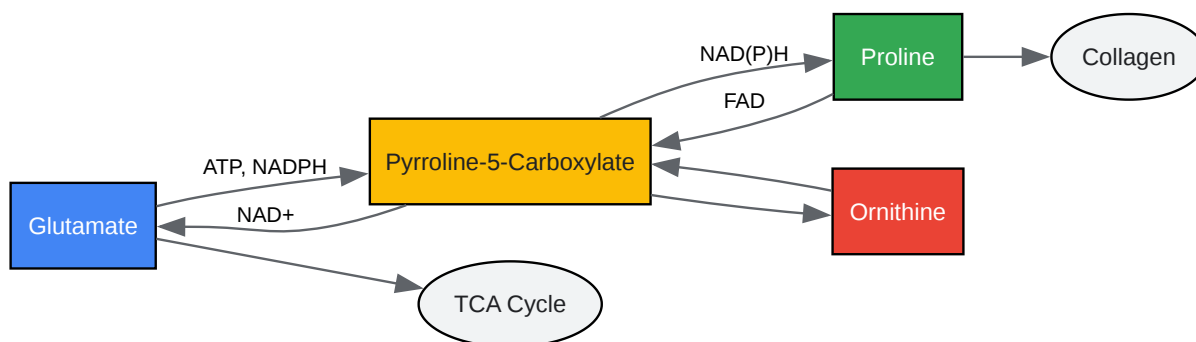 NAD(P)H
Proline
Collagen
FAD
Pyrroline-5-Carboxylate
ATP, NADPH
NAD+
Glutamate
Ornithine
TCA Cycle